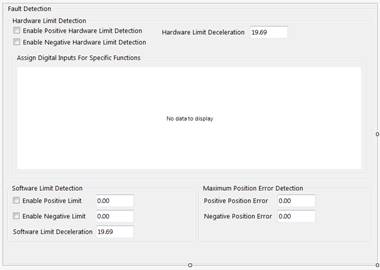 Fault Detection
Hardware Limit Detection
Enable Positive Hardware Limit Detection
Hardware Limit Deceleration 19.69
Enable Negative Hardware Limit Detection
Assign Digital Inputs For Specific Functions
No data to display
Software Limit Detection
Maximum Position Error Detection
Enable Positive Limit 0.00
Positive Position Error 0.00
Enable Negative Limit 0.00
Negative Position Error 0.00
Software Limit Deceleration 19.69